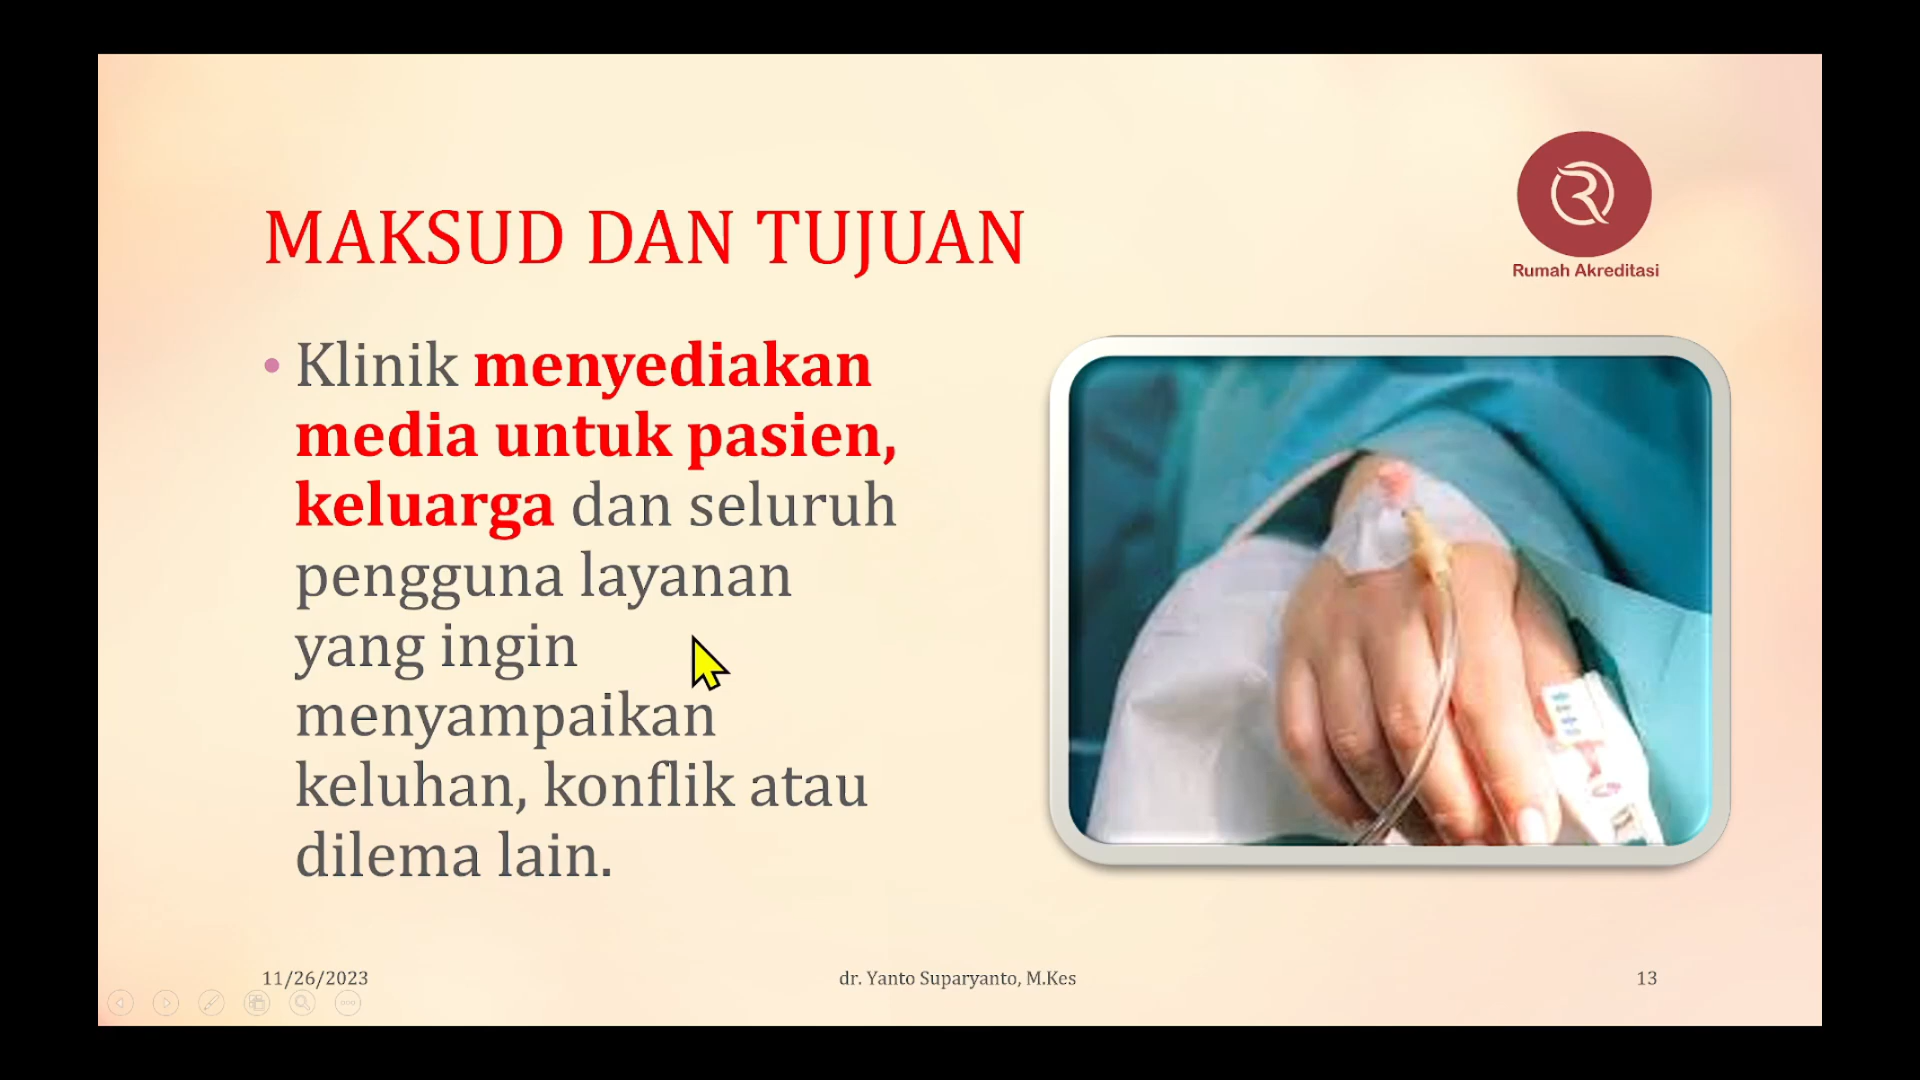 Rumah Akreditasi
MAKSUD DAN TUJUAN
• Klinik menyediakan
media untuk pasien,
keluarga dan seluruh
pengguna layanan
yang ingin
menyampaikan
keluhan, konflik atau
dilema lain.
11/26/2023
dr. Yanto Suparyanto, M.Kes
13